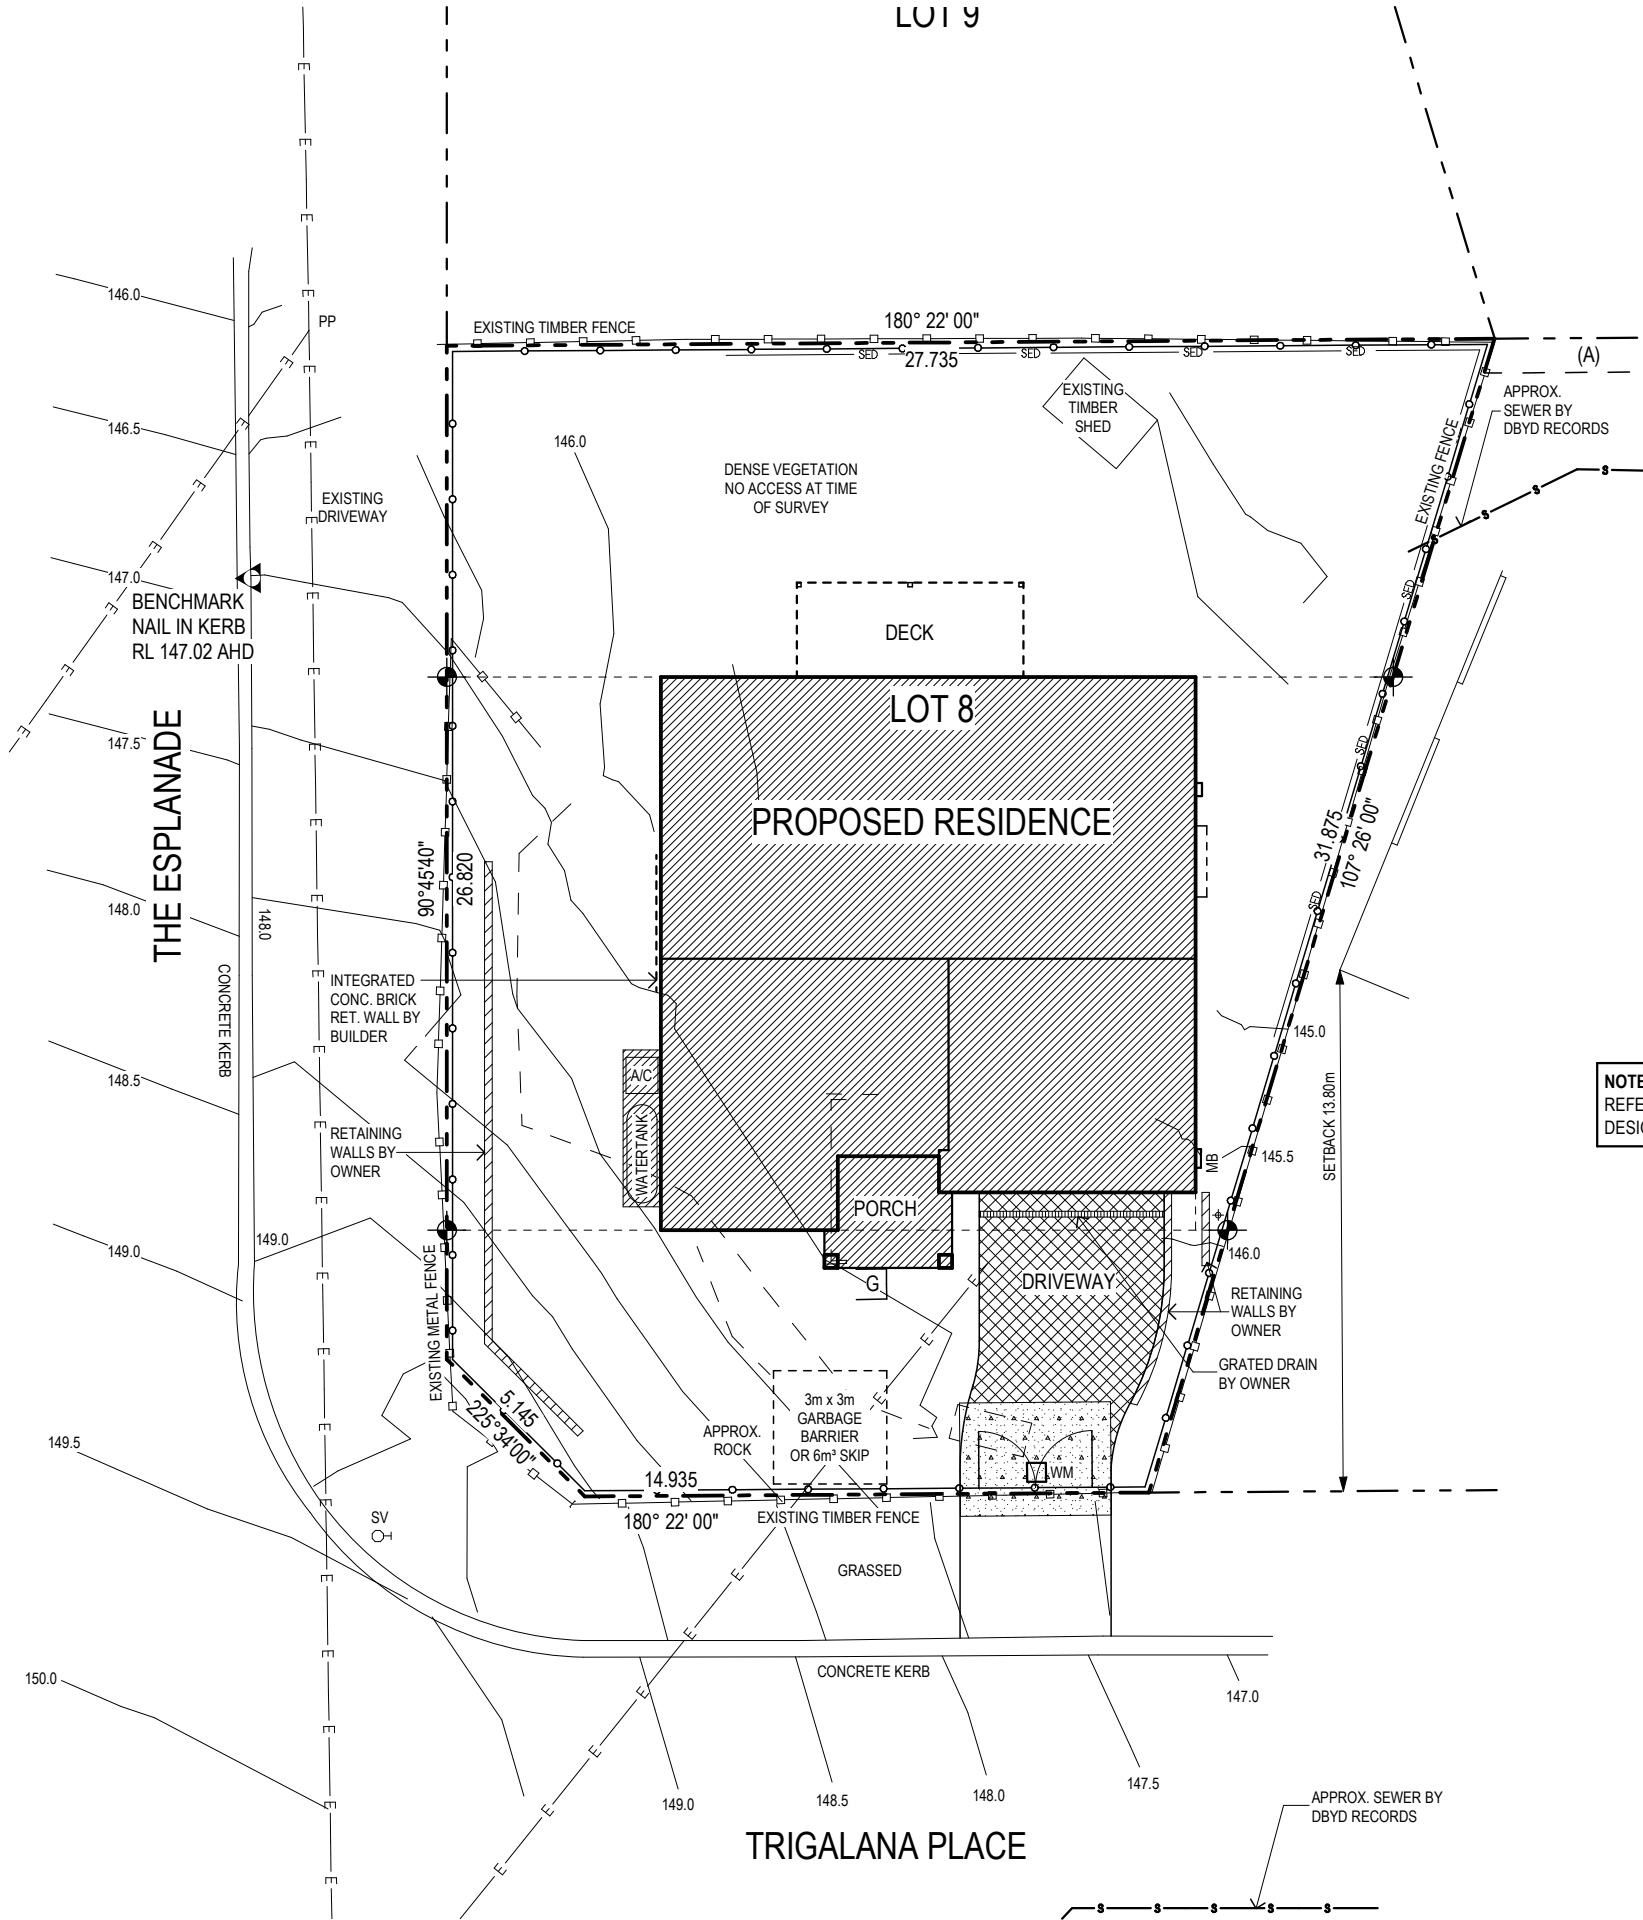 LOT 9
146.0
PP
EXISTING TIMBER FENCE
180° 22' 00"
27.735
SED
SED
SED
SED
(A)
EXISTING
TIMBER
SHED
APPROX.
SEWER BY
DBYD RECORDS
146.5
146.0
EXISTING FENCE
DENSE VEGETATION
NO ACCESS AT TIME
OF SURVEY
EXISTING
DRIVEWAY
147.0
BENCHMARK
NAIL IN KERB
RL 147.02 AHD
DECK
SED
LOT 8
147.5
THE ESPLANADE
SED
PROPOSED RESIDENCE
31.875
107° 26' 00"
90°45'40"
26.820
148.0
148.0
SED
CONCRETE KERB
INTEGRATED
CONC. BRICK
RET. WALL BY
BUILDER
145.0
148.5
A/C
SETBACK 13.80m
NOTE
REFE
DESI
RETAINING
WALLS BY
OWNER
WATERTANK
MB
145.5
PORCH
149.0
149.0
146.0
EXISTING METAL FENCE
G
DRIVEWAY
RETAINING
WALLS BY
OWNER
GRATED DRAIN
BY OWNER
5.145
225°34'00"
3m x 3m
GARBAGE
BARRIER
OR 6m³ SKIP
APPROX.
ROCK
149.5
14.935
WM
180° 22' 00"
EXISTING TIMBER FENCE
SV
GRASSED
CONCRETE KERB
150.0
147.0
147.5
148.0
148.5
149.0
APPROX. SEWER BY
DBYD RECORDS
TRIGALANA PLACE
E E E E E E E E E E E E E E E E E E E E E E E
E E E E E E E
E E E E E E E E E
S S S S
S S S S S